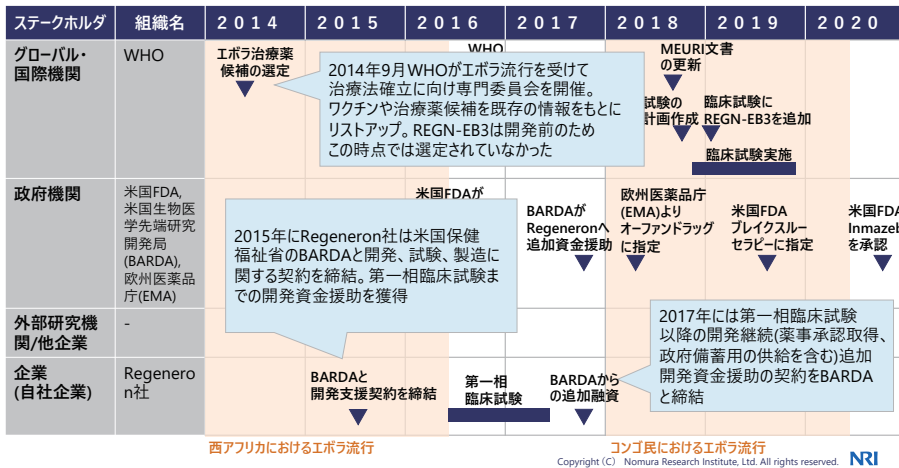 ステークホルダ
組織名
2014
2015
2016
2017
2018
2019
2020
グローバル・
国際機関
WHO
エボラ治療薬
候補の選定
WHO
2014年9月WHOがエボラ流行を受けて
治療法確立に向け専門委員会を開催。
ワクチンや治療薬候補を既存の情報をもとに
リストアップ。REGN-EB3は開発前のため
この時点では選定されていなかった
MEURI文書
の更新
試験の
計画作成
臨床試験に
REGN-EB3を追加
臨床試験実施
政府機関
米国FDA,
米国生物医
学先端研究
開発局
(BARDA),
欧州医薬品
庁(EMA)
米国FDAが
2015年にRegeneron社は米国保健
福祉省のBARDAと開発、試験、製造に
関する契約を締結。第一相臨床試験ま
での開発資金援助を獲得
BARDAが
Regeneronへ
追加資金援助
欧州医薬品庁
(EMA)より
オーファンドラッグ
に指定
米国FDA
ブレイクスルー
セラピーに指定
米国FDA
Inmazeb
を承認
外部研究機
関/他企業
-
2017年には第一相臨床試験
以降の開発継続(薬事承認取得、
政府備蓄用の供給を含む)追加
開発資金援助の契約をBARDA
と締結
企業
(自社企業)
Regenero
n社
BARDAと
開発支援契約を締結
第一相
臨床試験
BARDAから
の追加融資
西アフリカにおけるエボラ流行
コンゴ民におけるエボラ流行
Copyright (C) Nomura Research Institute, Ltd. All rights reserved.
NRI